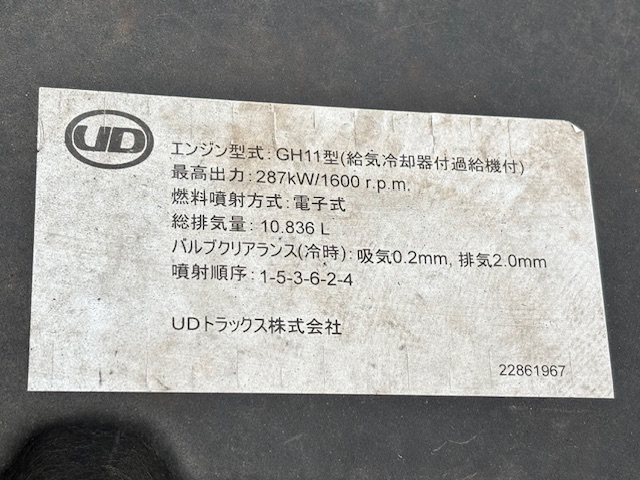 UD
エンジン型式: GH11型(給気冷却器付過給機付)
最高出力: 287kW/1600 r.p.m.
燃料噴射方式: 電子式
総排気量: 10.836 L
バルブクリアランス(冷時): 吸気0.2mm, 排気2.0mm
噴射順序: 1-5-3-6-2-4
UDトラックス株式会社
22861967